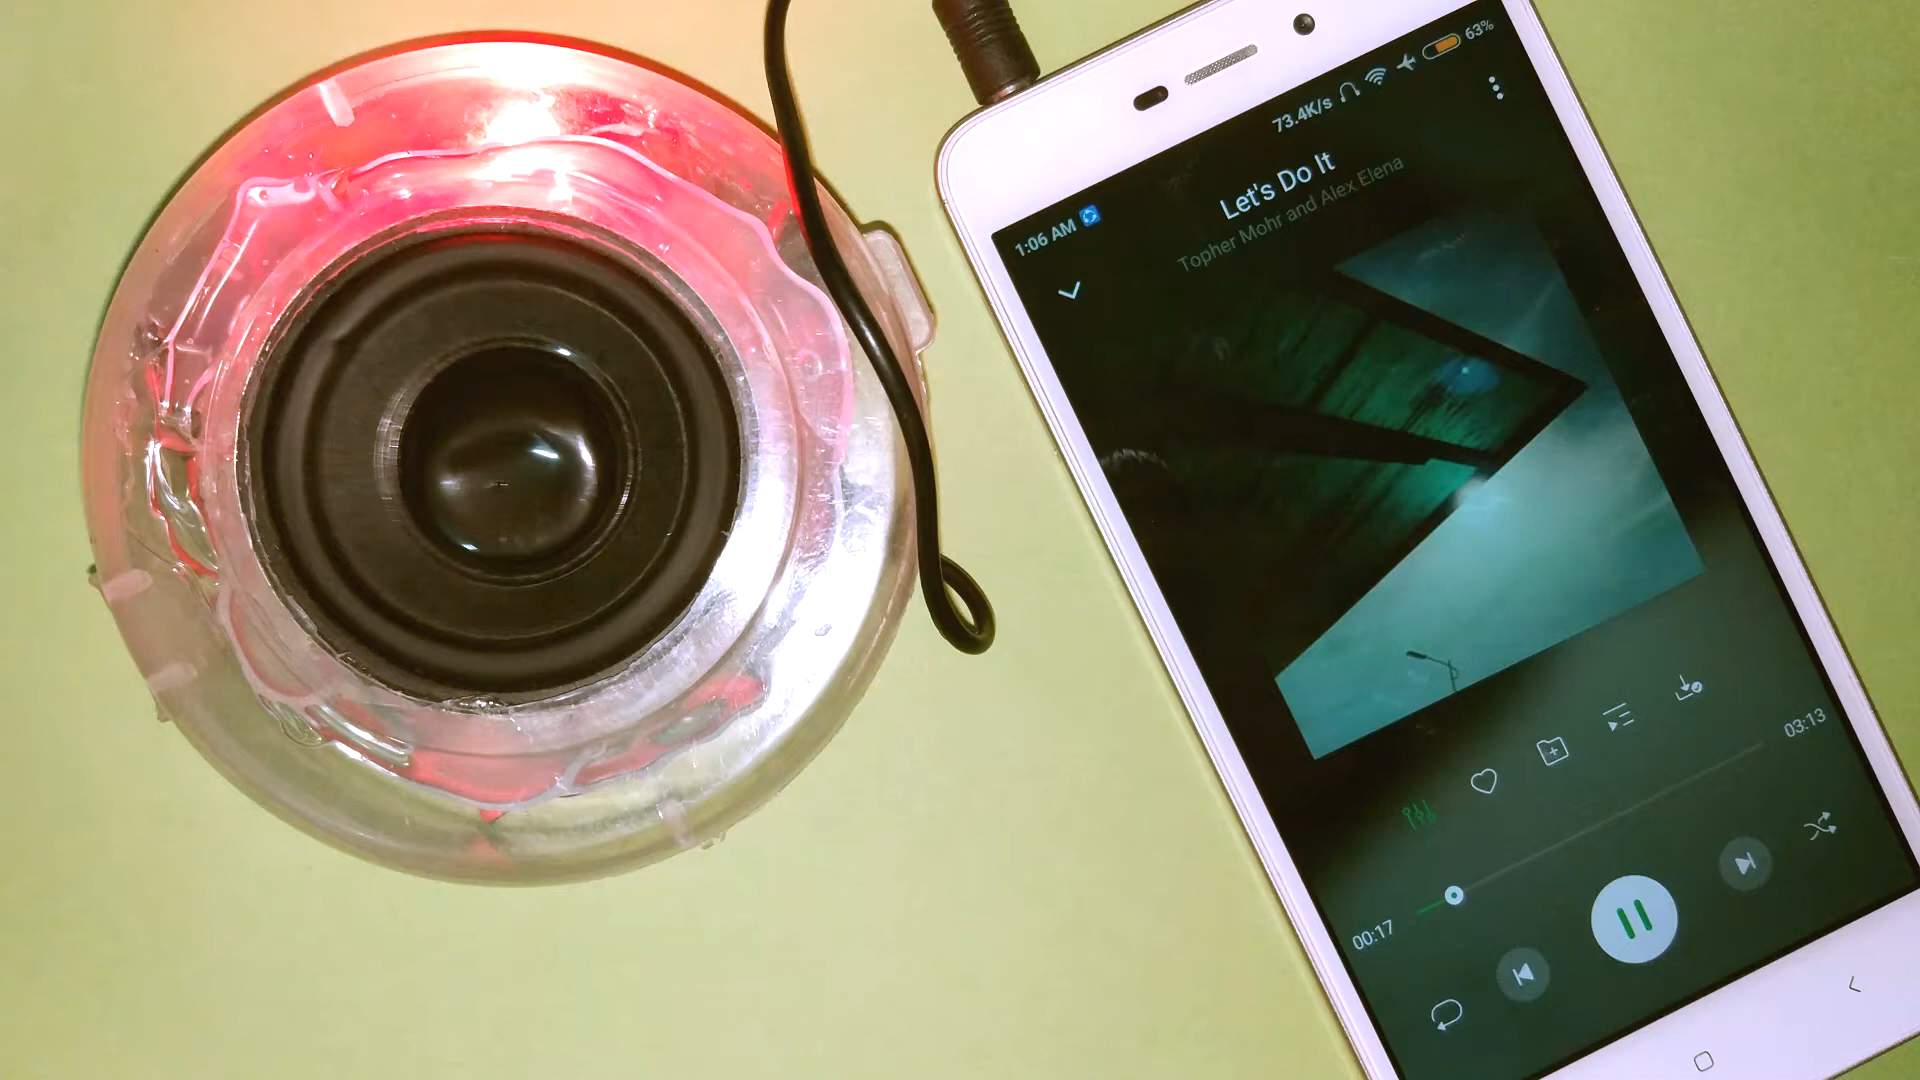 63%
73.4K/s
1:06 AM
Let's Do It
Topher Mohr and Alex Elena
03:13
00:17